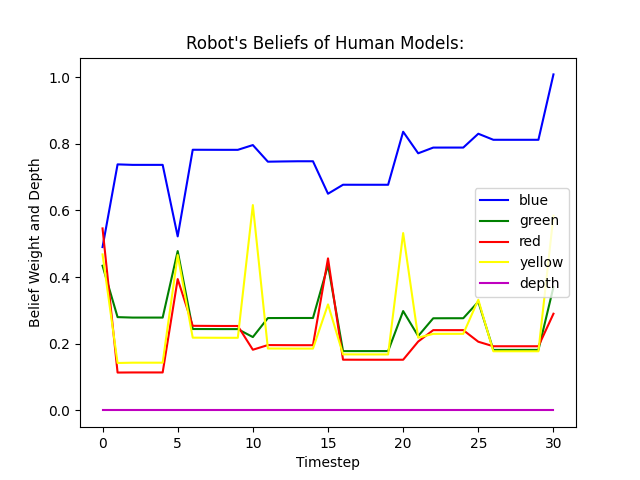 Robot's Beliefs of Human Models:
1.0
0.8
0.6
0.4
0.2
0.0
Belief Weight and Depth
blue
green
red
yellow
depth
0 5 10 15 20 25 30
Timestep